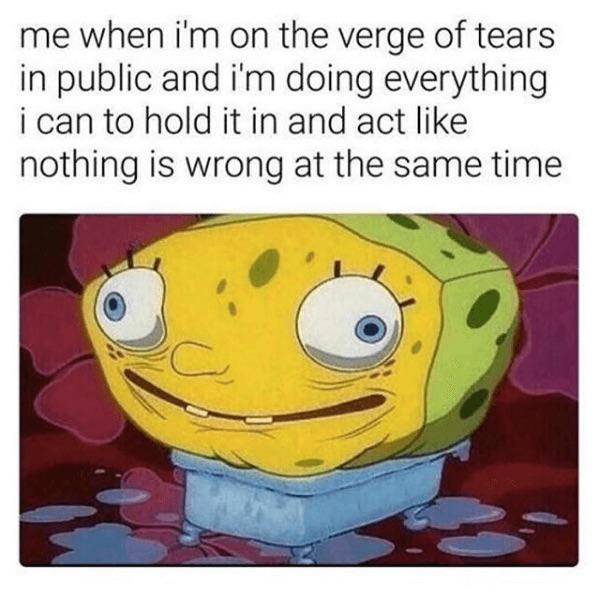 me when i'm on the verge of tears
in public and i'm doing everything
i can to hold it in and act like
nothing is wrong at the same time